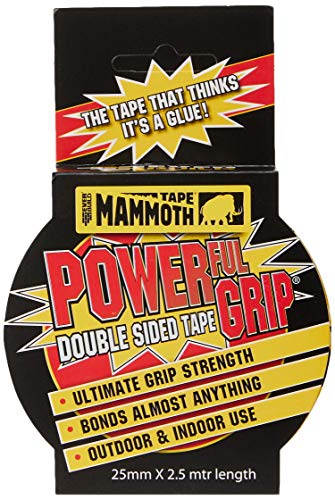 THE TAPE THAT THINKS
IT'S A GLUE!
EVERBUILD
TAPE
MAMMOTH
POWERFUL
GRIP®
DOUBLE SIDED TAPE
• ULTIMATE GRIP STRENGTH
• BONDS ALMOST ANYTHING
• OUTDOOR & INDOOR USE
25mm X 2.5 mtr length